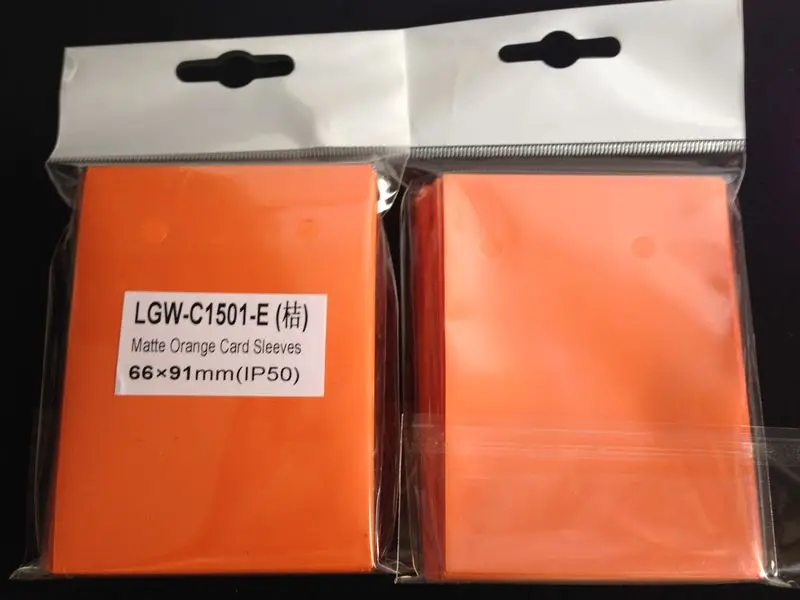 LGW-C1501-E (桔)
Matte Orange Card Sleeves
66×91mm(IP50)